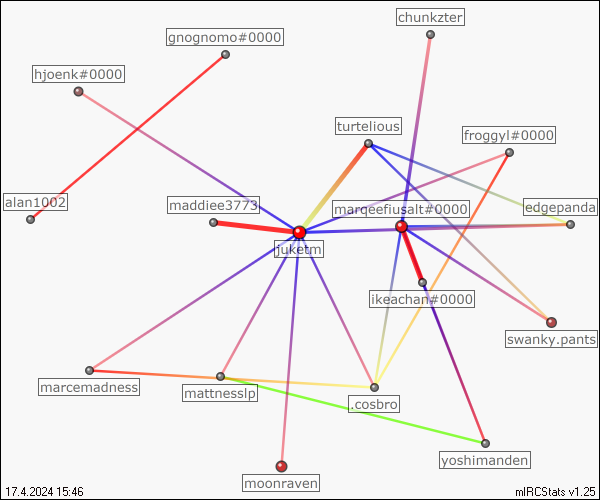 chunkzter
gnognomo#0000
hjoenk#0000
turtelious
froggyl#0000
alan1002
maddiee3773
marqeefiusalt#0000
edgepanda
juketm
ikeachan#0000
swanky.pants
marcemadness
mattnesslp
.cosbro
yoshimanden
moonraven
17.4.2024 15:46
mIRCStats v1.25